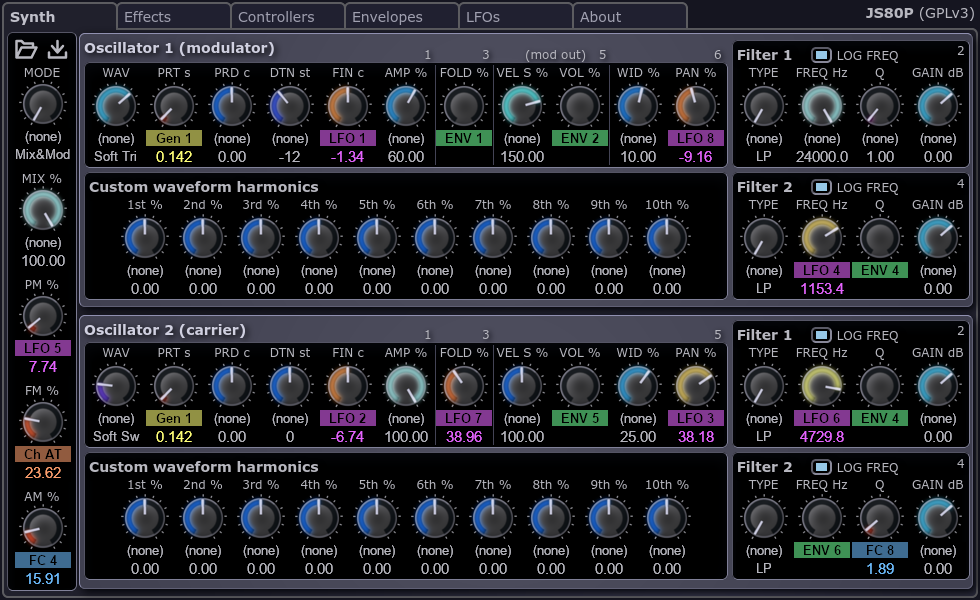 Synth Effects Controllers Envelopes LFOs About JS80P (GPLv3)
MODE
(none)
Mix&Mod
MIX %
(none)
100.00
PM %
LFO 5
7.74
FM %
Ch AT
23.62
AM %
FC 4
15.91
Oscillator 1 (modulator) 1 3 (mod out) 5 6
WAV PRT s PRD c DTN st FIN c AMP % FOLD % VEL S % VOL % WID % PAN %
(none) Gen 1 (none) (none) LFO 1 (none) ENV 1 (none) ENV 2 (none) LFO 8
Soft Tri 0.142 0.00 -12 -1.34 60.00 150.00 10.00 -9.16
Filter 1 LOG FREQ 2
TYPE FREQ Hz Q GAIN dB
(none) (none) (none) (none)
LP 24000.0 1.00 0.00
Custom waveform harmonics
1st % 2nd % 3rd % 4th % 5th % 6th % 7th % 8th % 9th % 10th %
(none) (none) (none) (none) (none) (none) (none) (none) (none) (none)
0.00 0.00 0.00 0.00 0.00 0.00 0.00 0.00 0.00 0.00
Filter 2 LOG FREQ 4
TYPE FREQ Hz Q GAIN dB
(none) LFO 4 ENV 4 (none)
LP 1153.4 0.00
Oscillator 2 (carrier) 1 3 5
WAV PRT s PRD c DTN st FIN c AMP % FOLD % VEL S % VOL % WID % PAN %
(none) Gen 1 (none) (none) LFO 2 (none) LFO 7 (none) ENV 5 (none) LFO 3
Soft Sw 0.142 0.00 0 -6.74 100.00 38.96 100.00 25.00 38.18
Filter 1 LOG FREQ 2
TYPE FREQ Hz Q GAIN dB
(none) LFO 6 ENV 4 (none)
LP 4729.8 0.00
Custom waveform harmonics
1st % 2nd % 3rd % 4th % 5th % 6th % 7th % 8th % 9th % 10th %
(none) (none) (none) (none) (none) (none) (none) (none) (none) (none)
0.00 0.00 0.00 0.00 0.00 0.00 0.00 0.00 0.00 0.00
Filter 2 LOG FREQ 4
TYPE FREQ Hz Q GAIN dB
(none) ENV 6 FC 8 (none)
LP 1.89 0.00